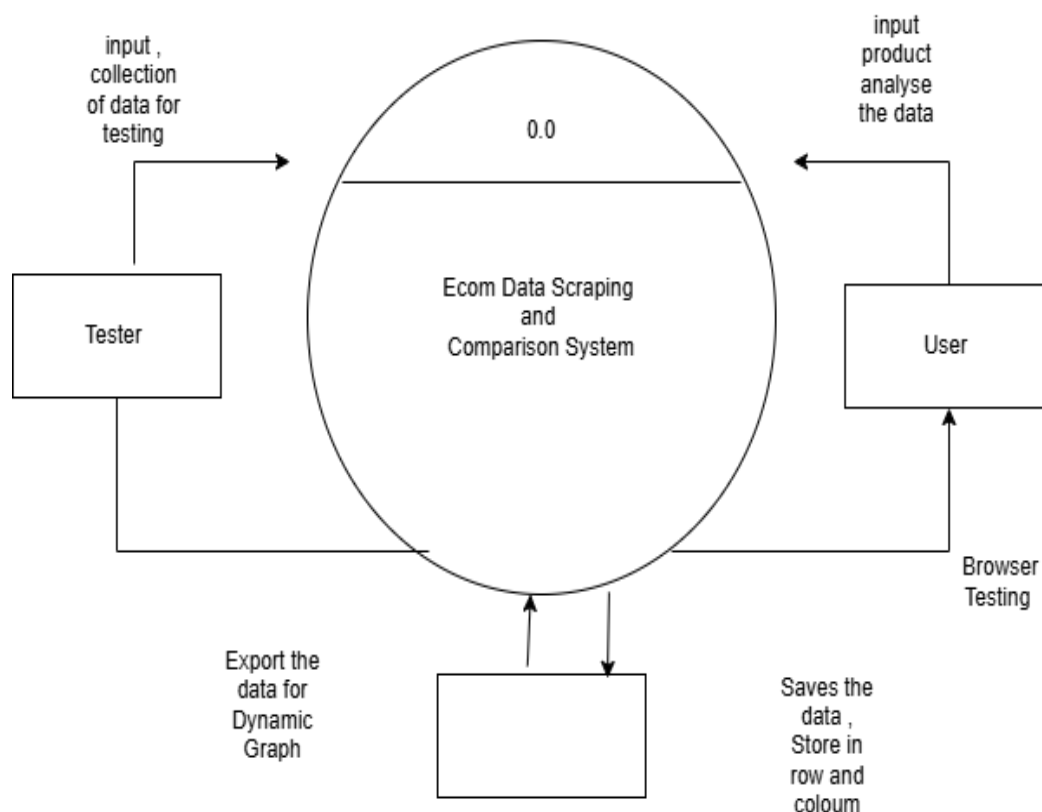 input ,
collection
of data for
testing
input
product
analyse
the data
0.0
Ecom Data Scraping
and
Comparison System
Tester
User
Browser
Testing
Export the
data for
Dynamic
Graph
Saves the
data ,
Store in
row and
coloum